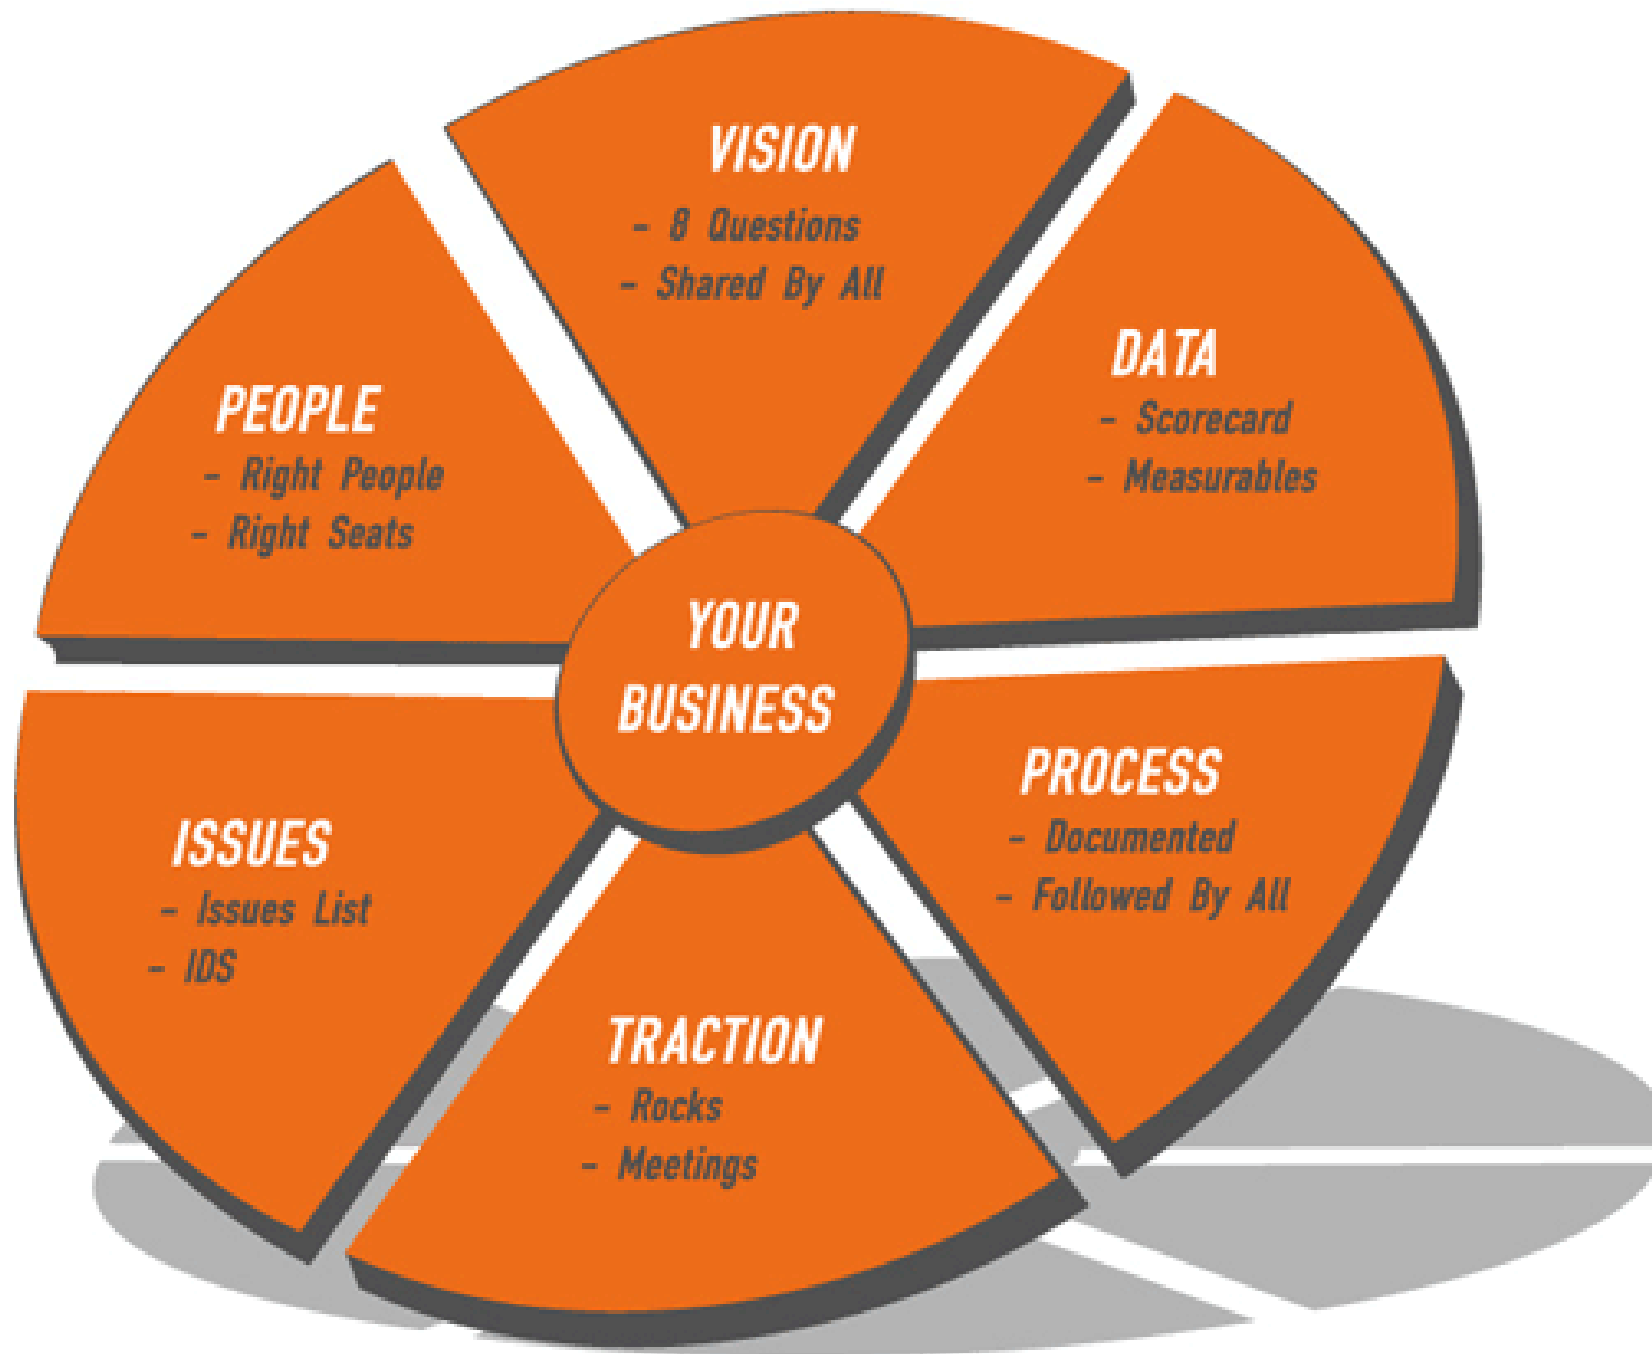 VISION
- 8 Questions
- Shared By All
DATA
- Scorecard
- Measurables
PEOPLE
- Right People
- Right Seats
YOUR
BUSINESS
PROCESS
- Documented
- Followed By All
ISSUES
- Issues List
- IDS
TRACTION
- Rocks
- Meetings